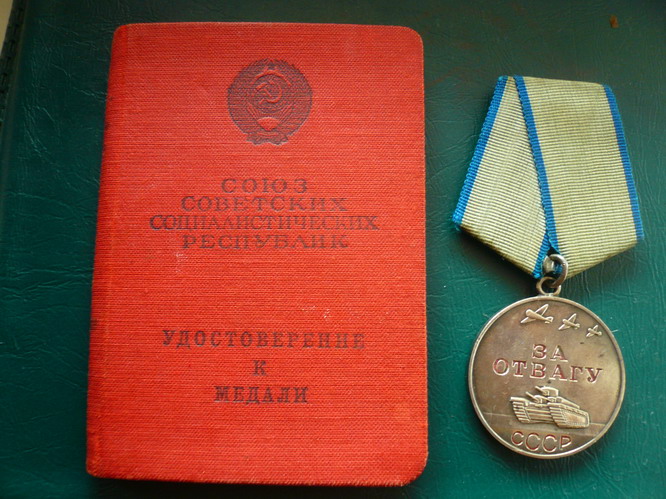 СОЮЗ
СОВЕТСКИХ
СОЦИАЛИСТИЧЕСКИХ
РЕСПУБЛИК
УДОСТОВЕРЕНИЕ
К
МЕДАЛИ
ЗА
ОТВАГУ
СССР